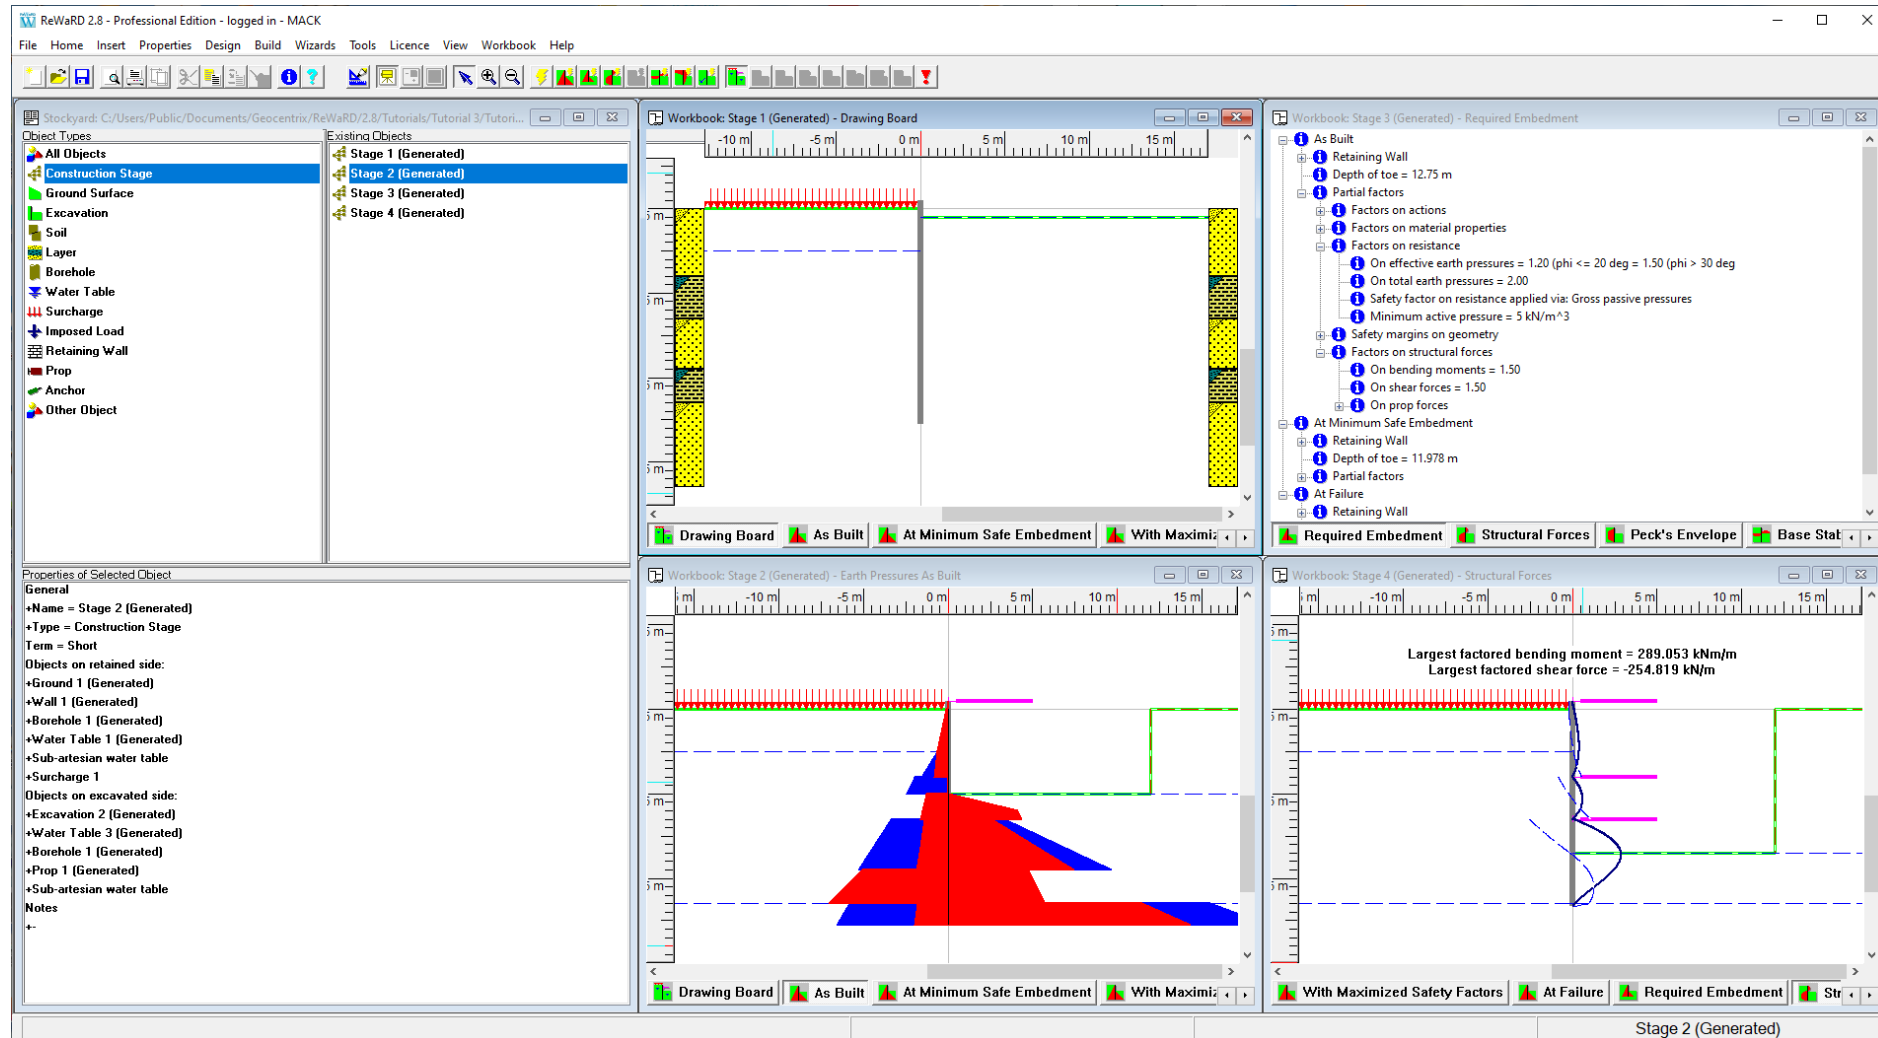 ReWaRD 2.8 - Professional Edition - logged in - MACK
File Home Insert Properties Design Build Wizards Tools Licence View Workbook Help
Stockyard: C:/Users/Public/Documents/Geocentrix/ReWaRD/2.8/Tutorials/Tutorial 3/Tutori...
Object Types
Existing Objects
All Objects
Construction Stage
Ground Surface
Excavation
Soil
Layer
Borehole
Water Table
Surcharge
Imposed Load
Retaining Wall
Prop
Anchor
Other Object
Stage 1 (Generated)
Stage 2 (Generated)
Stage 3 (Generated)
Stage 4 (Generated)
Properties of Selected Object
General
+Name = Stage 2 (Generated)
+Type = Construction Stage
Term = Short
Objects on retained side:
+Ground 1 (Generated)
+Wall 1 (Generated)
+Borehole 1 (Generated)
+Water Table 1 (Generated)
+Sub-artesian water table
+Surcharge 1
Objects on excavated side:
+Excavation 2 (Generated)
+Water Table 3 (Generated)
+Borehole 1 (Generated)
+Prop 1 (Generated)
+Sub-artesian water table
Notes
+-
Workbook: Stage 1 (Generated) - Drawing Board
-10 m -5 m 0 m 5 m 10 m 15 m
5 m
5 m
5 m
5 m
Drawing Board As Built At Minimum Safe Embedment With Maximiz
Workbook: Stage 3 (Generated) - Required Embedment
As Built
Retaining Wall
Depth of toe = 12.75 m
Partial factors
Factors on actions
Factors on material properties
Factors on resistance
On effective earth pressures = 1.20 (phi <= 20 deg = 1.50 (phi > 30 deg
On total earth pressures = 2.00
Safety factor on resistance applied via: Gross passive pressures
Minimum active pressure = 5 kN/m^3
Safety margins on geometry
Factors on structural forces
On bending moments = 1.50
On shear forces = 1.50
On prop forces
At Minimum Safe Embedment
Retaining Wall
Depth of toe = 11.978 m
Partial factors
At Failure
Retaining Wall
Required Embedment Structural Forces Peck's Envelope Base Stat
Workbook: Stage 2 (Generated) - Earth Pressures As Built
5 m -10 m -5 m 0 m 5 m 10 m 15 m
5 m
5 m
5 m
5 m
Drawing Board As Built At Minimum Safe Embedment With Maximiz
Workbook: Stage 4 (Generated) - Structural Forces
5 m -10 m -5 m 0 m 5 m 10 m 15 m
5 m
5 m
5 m
5 m
Largest factored bending moment = 289.053 kNm/m
Largest factored shear force = -254.819 kN/m
With Maximized Safety Factors At Failure Required Embedment Str
Stage 2 (Generated)